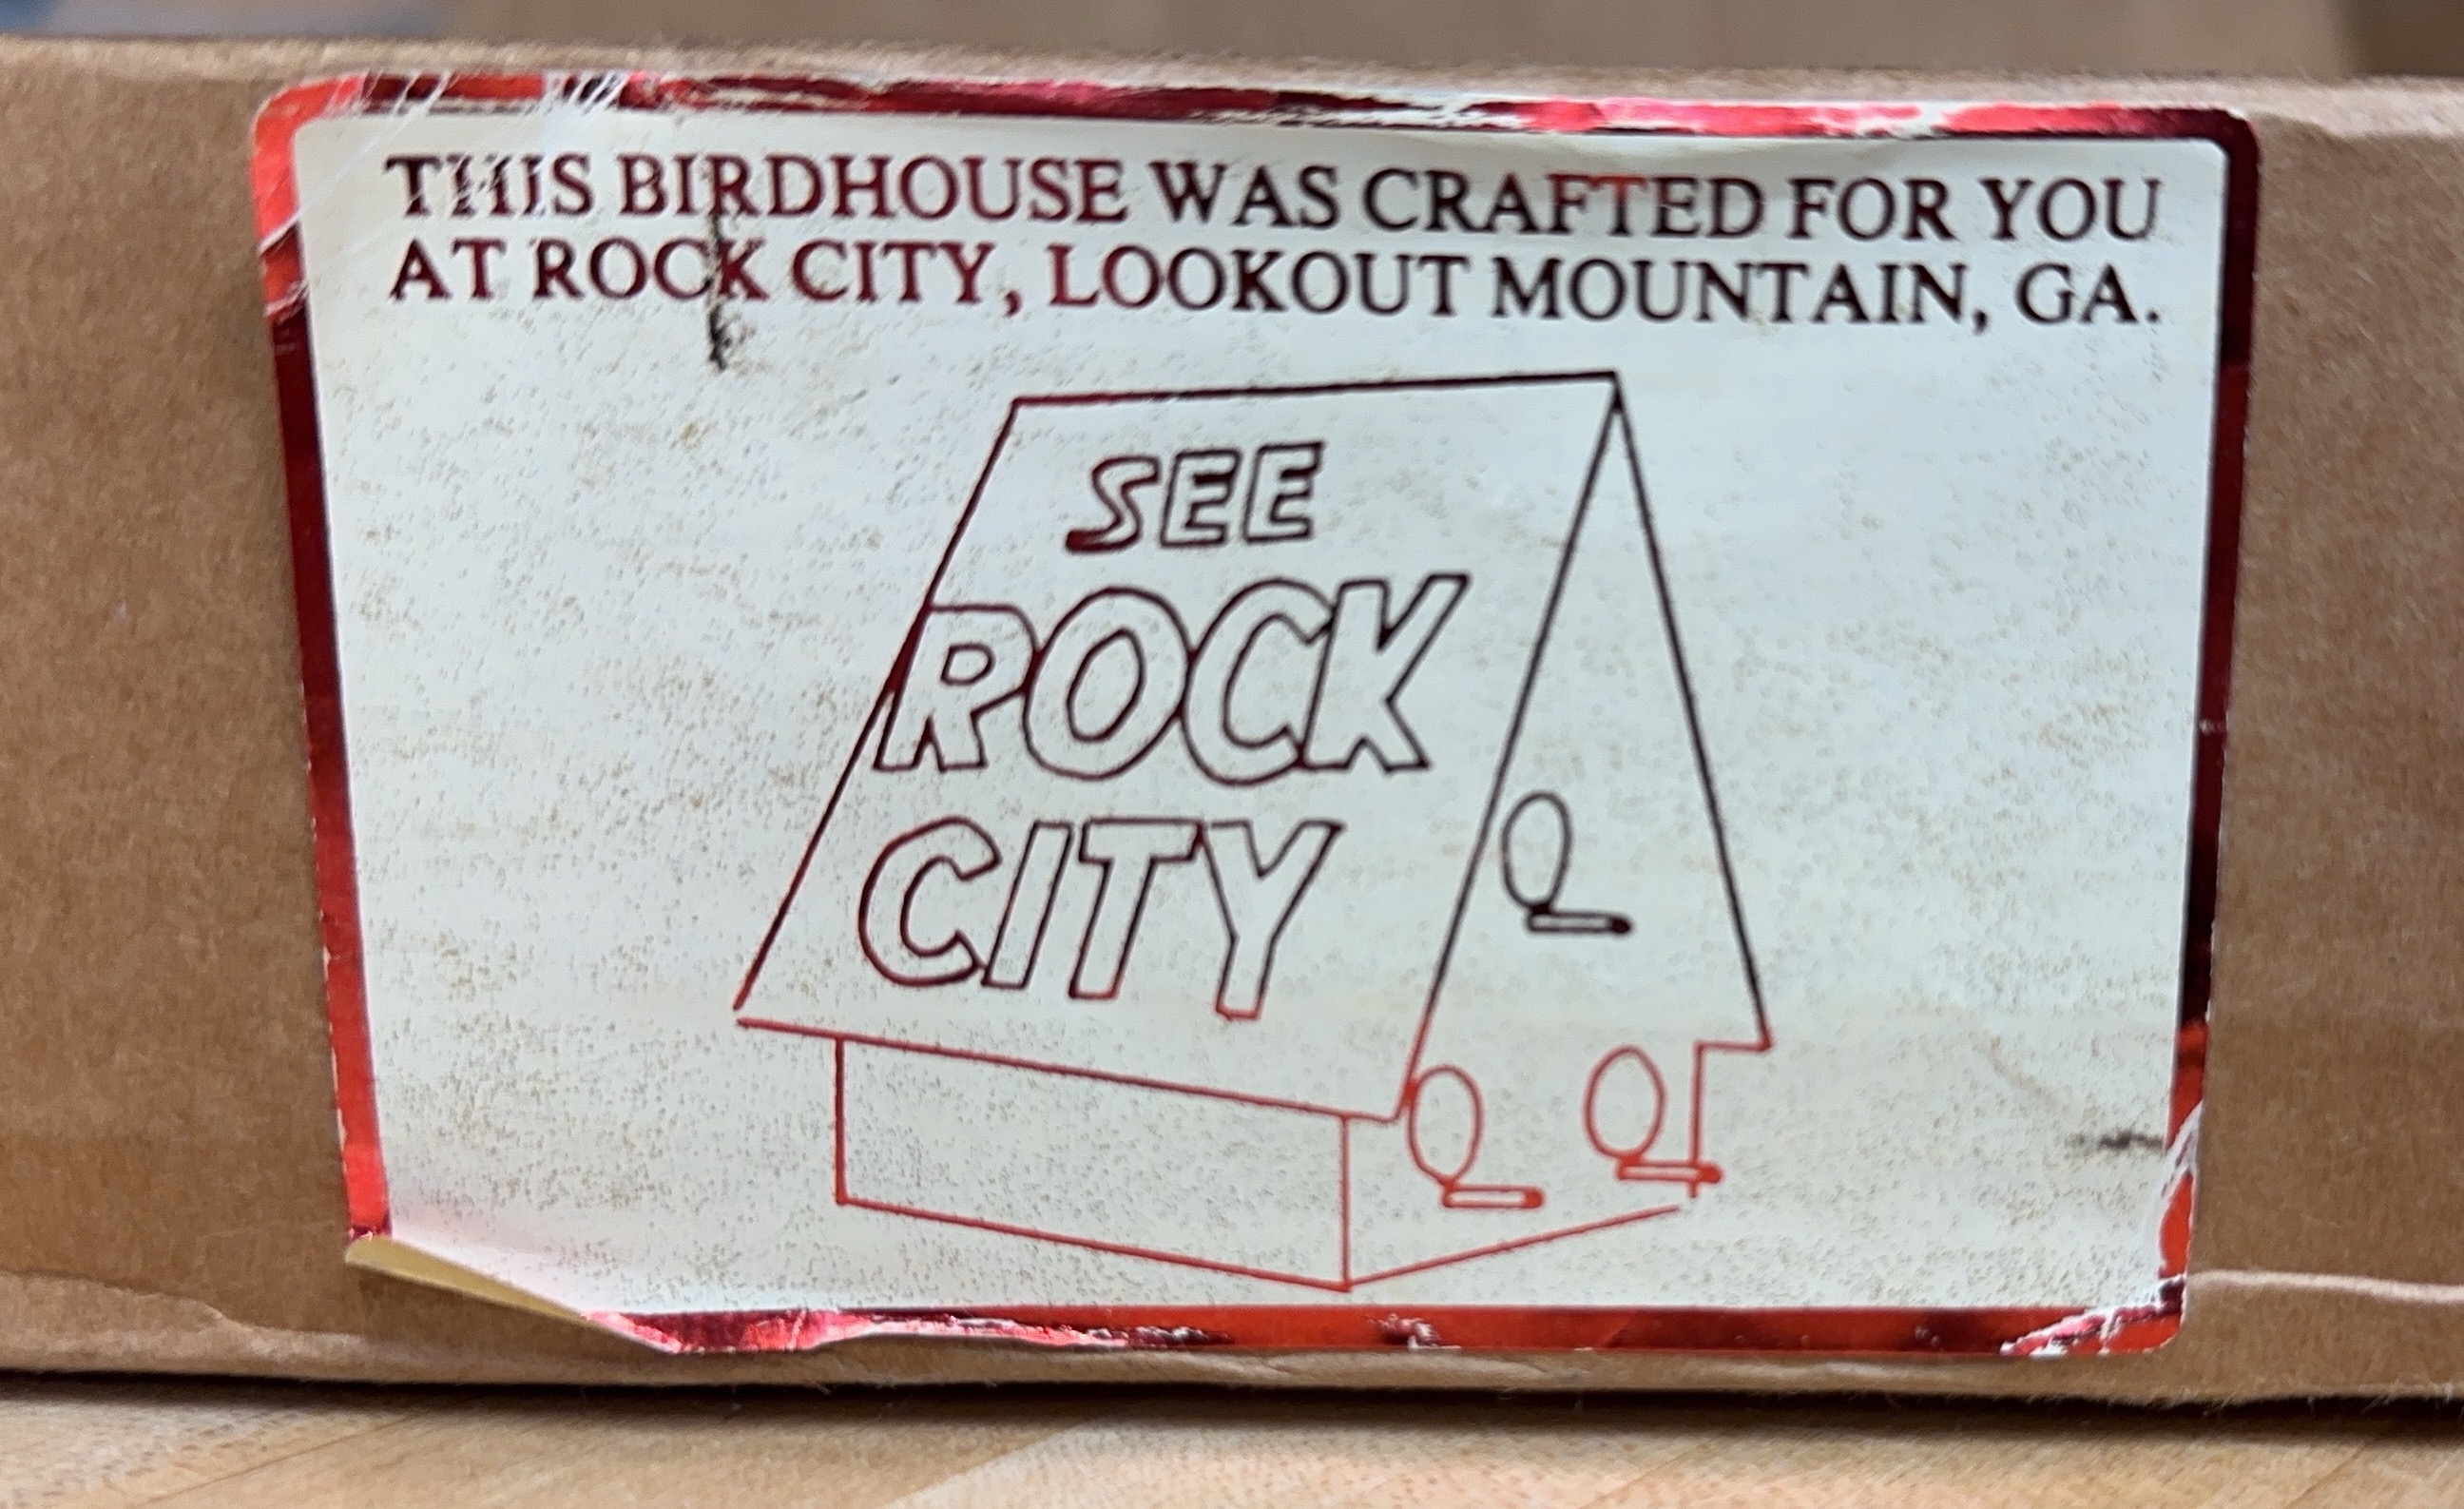 THIS BIRDHOUSE WAS CRAFTED FOR YOU
AT ROCK CITY, LOOKOUT MOUNTAIN, GA.
SEE
ROCK
CITY